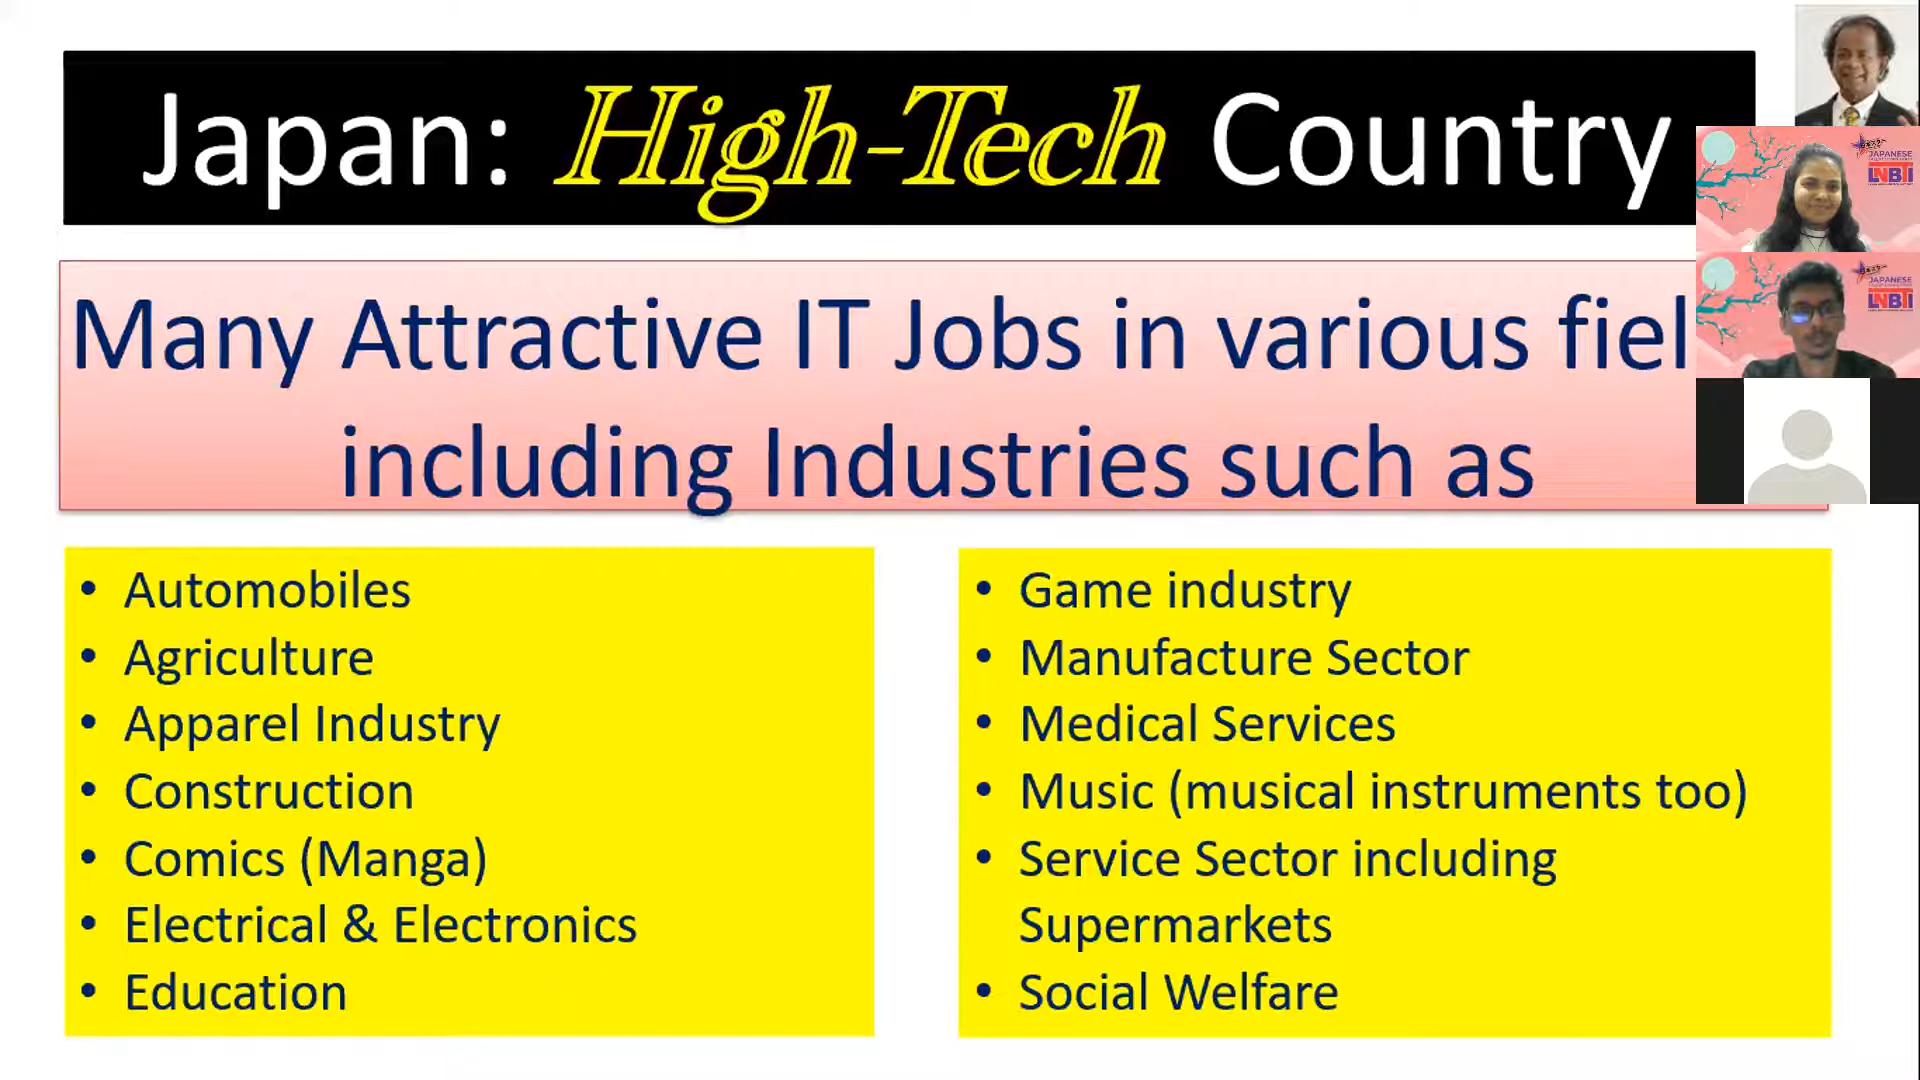 Japan: High-Tech Country
Many Attractive IT Jobs in various fiel
including Industries such as
• Automobiles
• Agriculture
• Apparel Industry
• Construction
• Comics (Manga)
• Electrical & Electronics
• Education
• Game industry
• Manufacture Sector
• Medical Services
• Music (musical instruments too)
• Service Sector including
Supermarkets
• Social Welfare
JAPANESE
LNBTI
JAPANESE
LNBTI